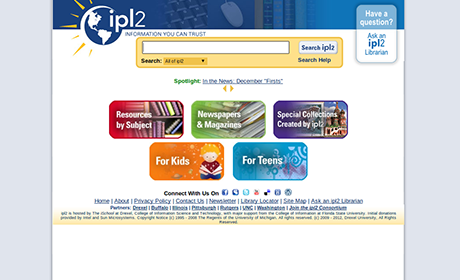 ipl2
INFORMATION YOU CAN TRUST
Have a
question?
Ask an
ipl2
Librarian
Search ipl2
Search: All of ipl2 Search Help
Spotlight: In the News: December "Firsts"
Resources
by Subject
Newspapers
& Magazines
Special Collections
Created by ipl2
For Kids
For Teens
Connect With Us On
Home | About | Privacy Policy | Contact Us | Newsletter | Library Locator | Site Map | Ask an ipl2 Librarian
Partners: Drexel | Buffalo | Illinois | Pittsburgh | Rutgers | UNC | Washington | Join the ipl2 Consortium
ipl2 is hosted by The iSchool at Drexel, College of Information Science and Technology, with major support from the College of Information at Florida State University. Initial donations
provided by Intel and Sun Microsystems. Copyright Notice (c) 1995 - 2008 The Regents of the University of Michigan. All rights reserved. (c) 2009 - 2012, Drexel University, All Rights
Reserved.